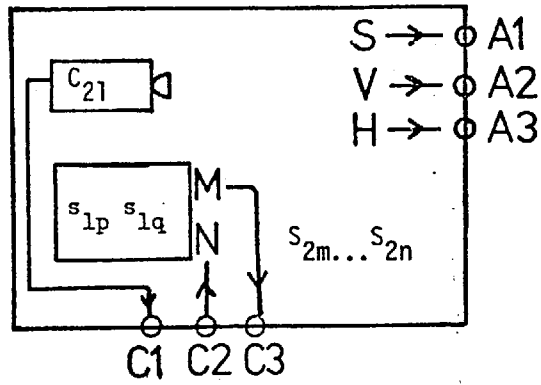 S A1
C21
V A2
H A3
s1p s1q M
N
S2m...S2n
C1 C2 C3